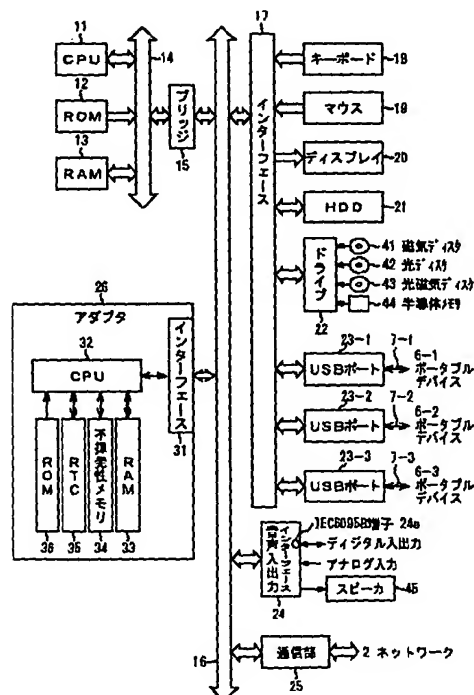 11
CPU
12
ROM
13
RAM
14
ブリッジ
15
17
インターフェース
キーボード
18
マウス
19
ディスプレイ
20
HDD
21
ドライブ
22
41 磁気ディスク
42 光ディスク
43 光磁気ディスク
44 半導体メモリ
26
アダプタ
32
CPU
インターフェース
31
ROM
RTC
不揮発性メモリ
RAM
36
35
34
33
23-1
USBポート
7-1
6-1
ポータブル
デバイス
23-2
USBポート
7-2
6-2
ポータブル
デバイス
23-3
USBポート
7-3
6-3
ポータブル
デバイス
IEC60958端子 24a
音声入出力
インターフェース
24
ディジタル入出力
アナログ入力
スピーカ
45
16
通信部
25
2 ネットワーク